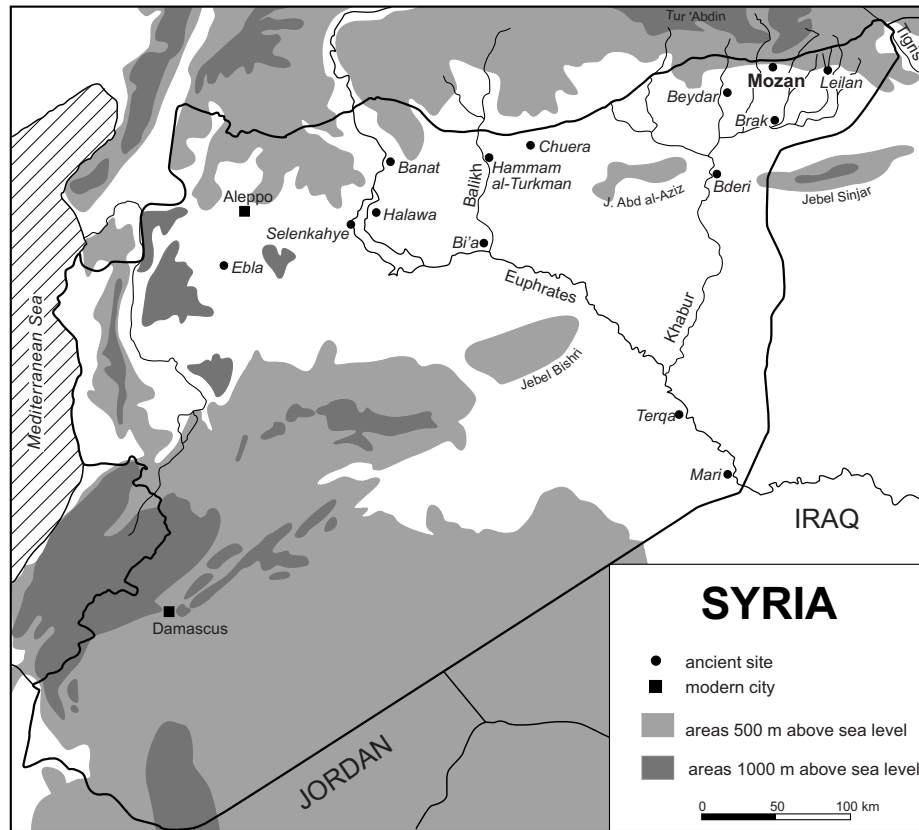 Tur 'Abdin
Tigris
Mozan
Leilan
Beydar
Brak
Chuera
Banat
Balikh
Hammam
al-Turkman
Bderi
J. Abd al-Aziz
Jebel Sinjar
Aleppo
Halawa
Selenkahye
Bi'a
Ebla
Euphrates
Khabur
Mediterranean Sea
Jebel Bishri
Terqa
Mari
IRAQ
Damascus
JORDAN
SYRIA
ancient site
modern city
areas 500 m above sea level
areas 1000 m above sea level
0 50 100 km